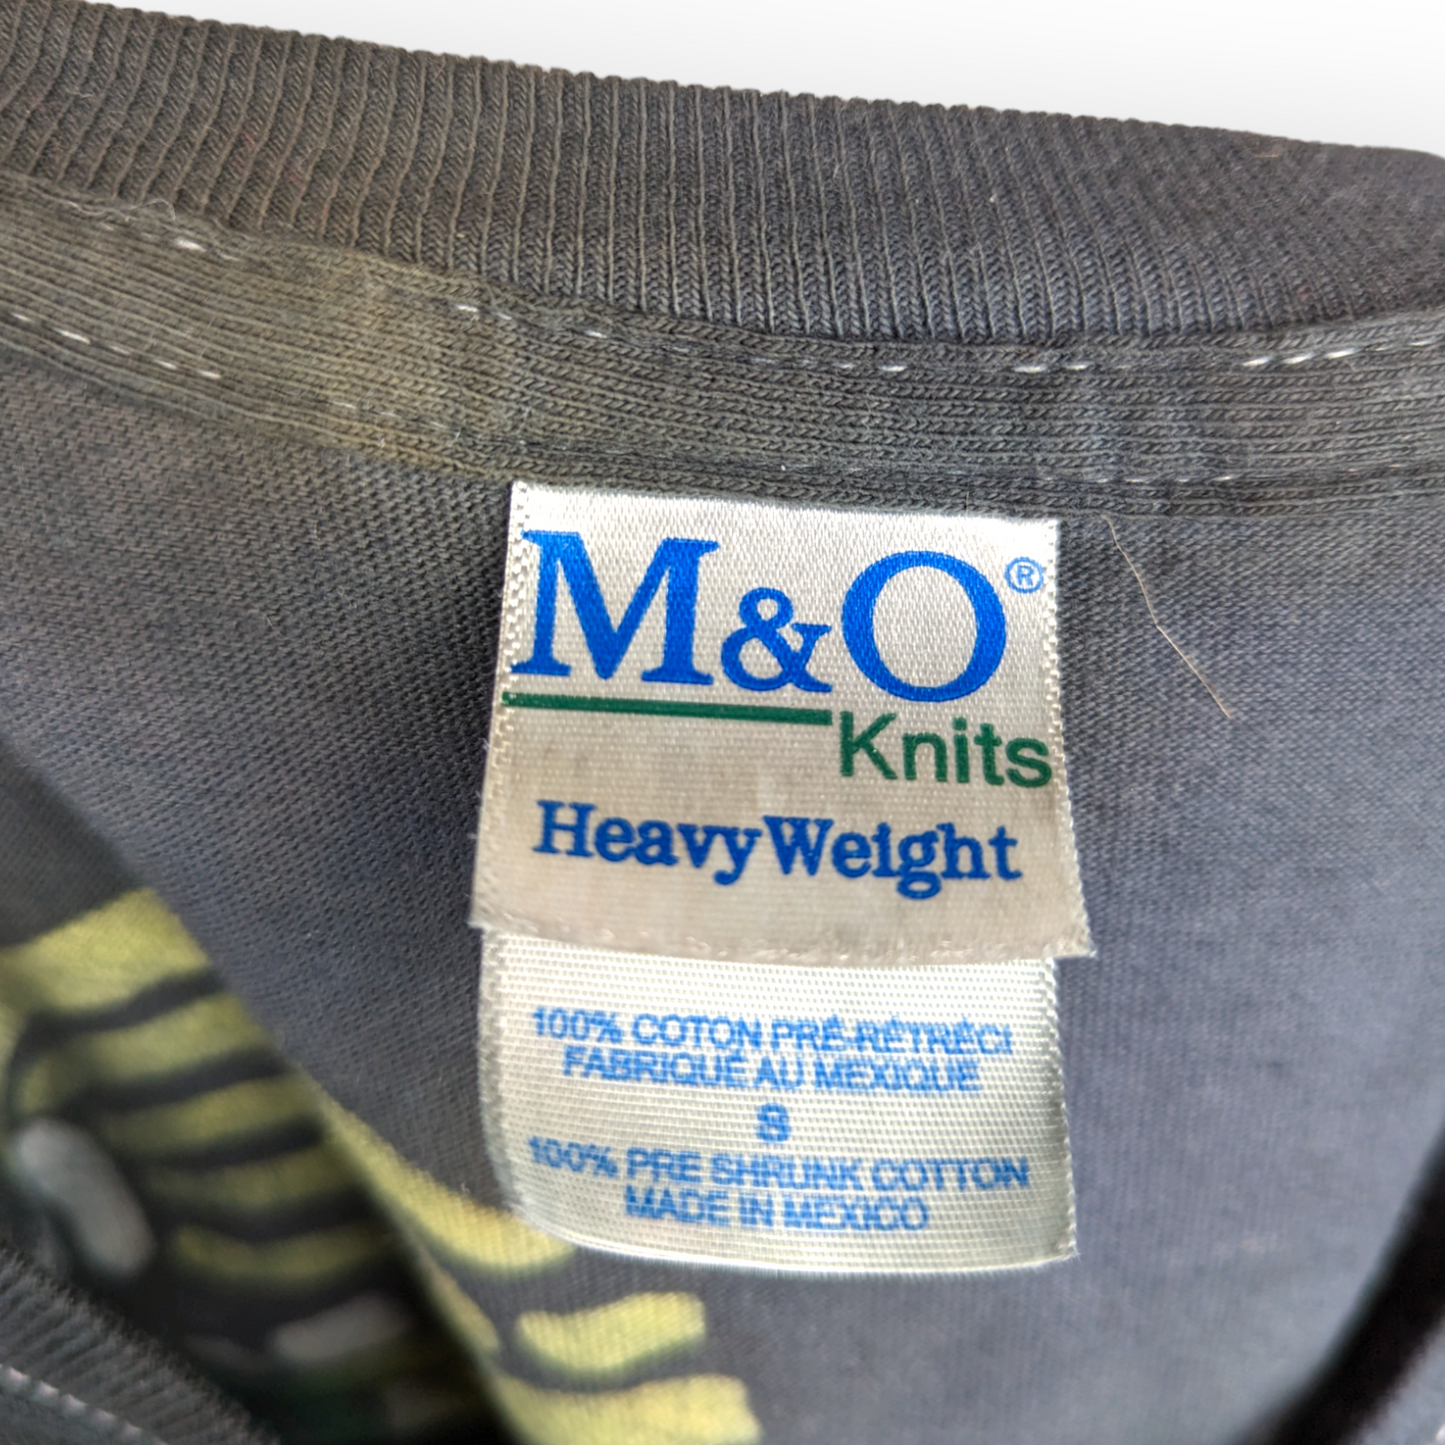 M&O®
Knits
HeavyWeight
100% COTON PRÉ-RÉTRÉCI
FABRIQUÉ AU MEXIQUE
S
100% PRE SHRUNK COTTON
MADE IN MEXICO